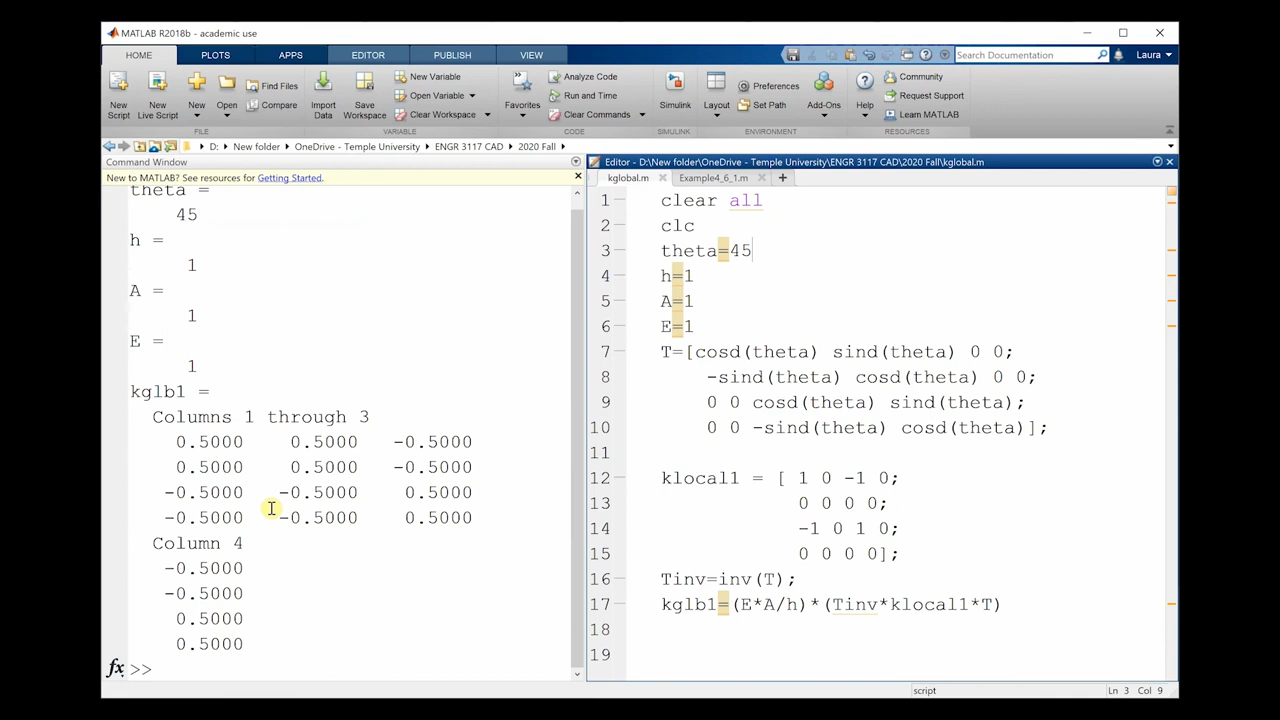 MATLAB R2018b - academic use
HOME PLOTS APPS EDITOR PUBLISH VIEW Search Documentation Laura
New Script New Live Script New Open Find Files Compare Import Data Save Workspace New Variable Open Variable Clear Workspace Favorites Analyze Code Run and Time Clear Commands Simulink Layout Preferences Set Path Add-Ons Help Community Request Support Learn MATLAB
FILE VARIABLE CODE SIMULINK ENVIRONMENT RESOURCES
D: New folder OneDrive - Temple University ENGR 3117 CAD 2020 Fall
Command Window
New to MATLAB? See resources for Getting Started.
theta =
45
h =
1
A =
1
E =
1
kglb1 =
Columns 1 through 3
0.5000 0.5000 -0.5000
0.5000 0.5000 -0.5000
-0.5000 -0.5000 0.5000
-0.5000 -0.5000 0.5000
Column 4
-0.5000
-0.5000
0.5000
0.5000
fx >>
Editor - D:\New folder\OneDrive - Temple University\ENGR 3117 CAD\2020 Fall\kglobal.m
kglobal.m Example4_6_1.m
1 clear all
2 clc
3 theta=45
4 h=1
5 A=1
6 E=1
7 T=[cosd(theta) sind(theta) 0 0;
8 -sind(theta) cosd(theta) 0 0;
9 0 0 cosd(theta) sind(theta);
10 0 0 -sind(theta) cosd(theta)];
11
12 klocal1 = [ 1 0 -1 0;
13 0 0 0 0;
14 -1 0 1 0;
15 0 0 0 0];
16 Tinv=inv(T);
17 kglb1=(E*A/h)*(Tinv*klocal1*T)
18
19
script Ln 3 Col 9